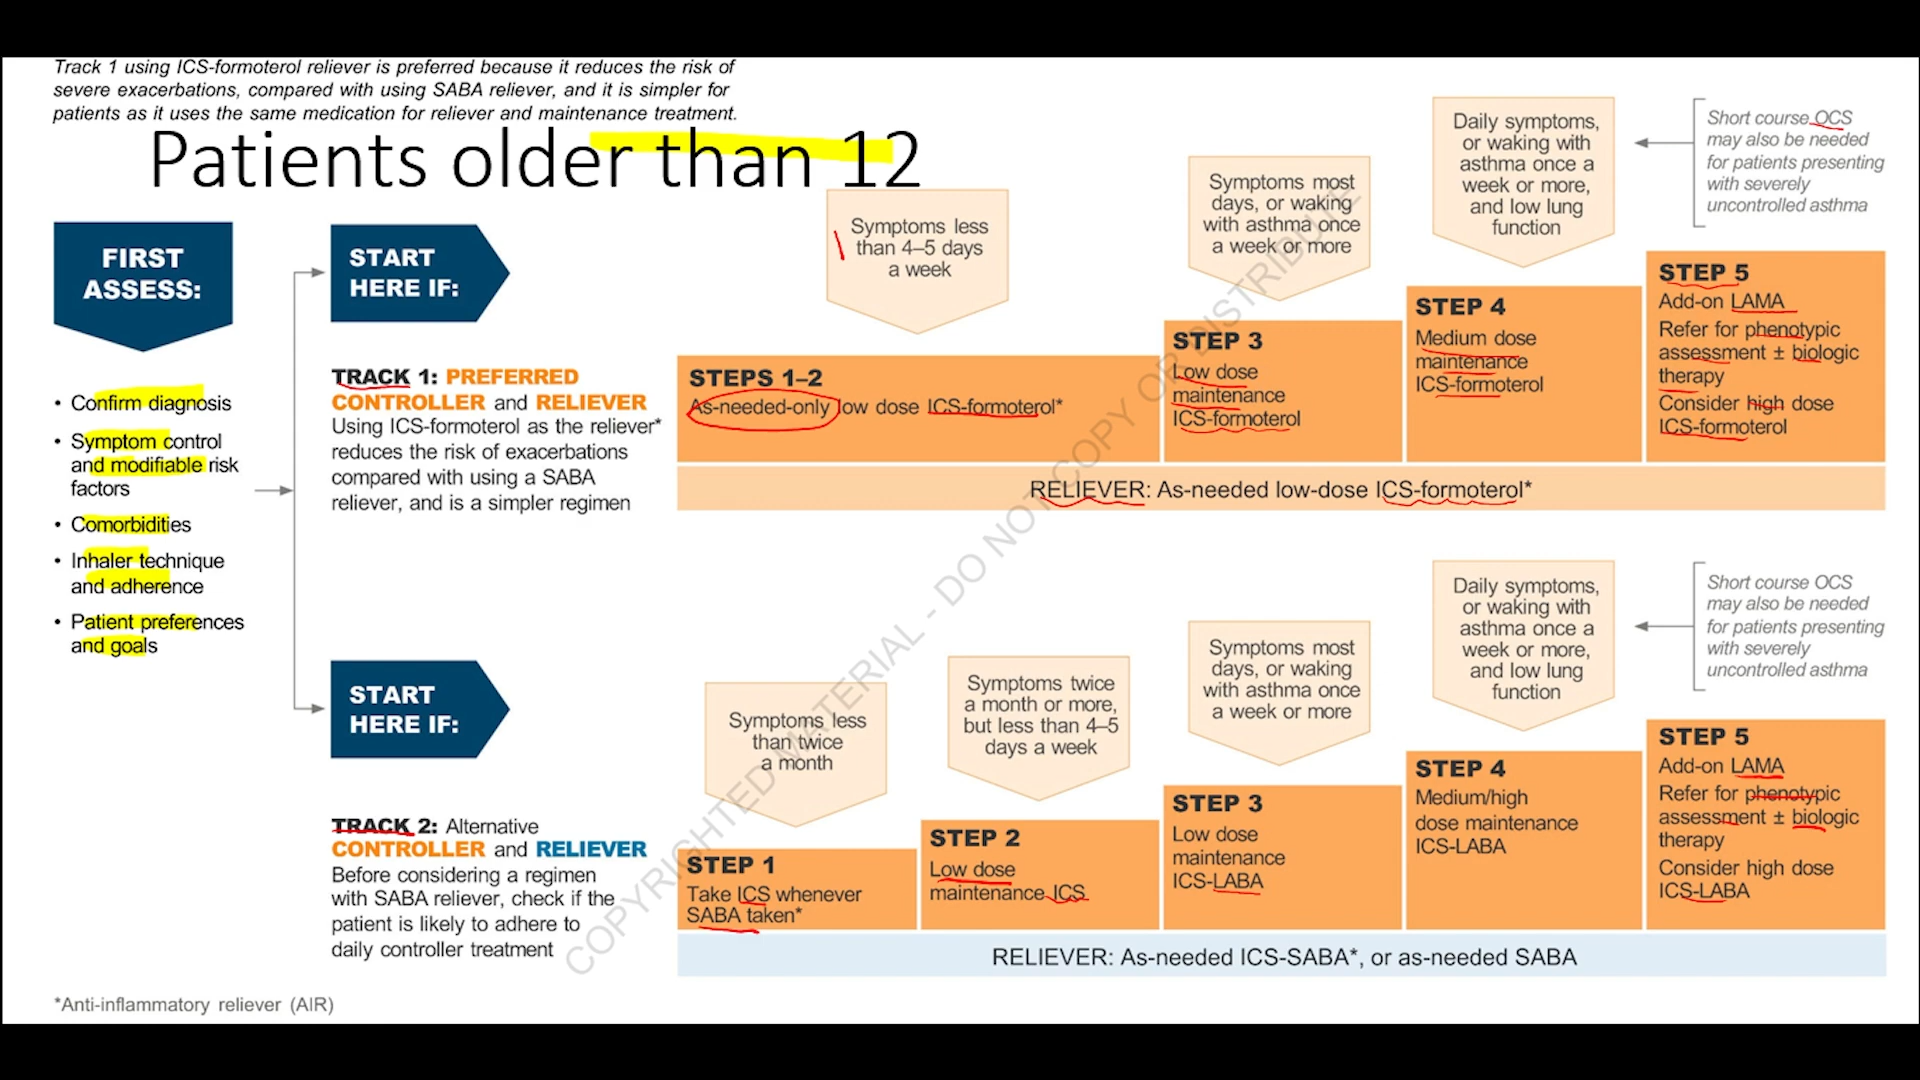 Track 1 using ICS-formoterol reliever is preferred because it reduces the risk of
severe exacerbations, compared with using SABA reliever, and it is simpler for
patients as it uses the same medication for reliever and maintenance treatment.
Patients older than 12
FIRST
ASSESS:
• Confirm diagnosis
• Symptom control
and modifiable risk
factors
• Comorbidities
• Inhaler technique
and adherence
• Patient preferences
and goals
START
HERE IF:
Symptoms less
than 4–5 days
a week
Symptoms most
days, or waking
with asthma once
a week or more
Daily symptoms,
or waking with
asthma once a
week or more,
and low lung
function
Short course OCS
may also be needed
for patients presenting
with severely
uncontrolled asthma
TRACK 1: PREFERRED
CONTROLLER and RELIEVER
Using ICS-formoterol as the reliever*
reduces the risk of exacerbations
compared with using a SABA
reliever, and is a simpler regimen
STEPS 1–2
As-needed-only low dose ICS-formoterol*
STEP 3
Low dose
maintenance
ICS-formoterol
STEP 4
Medium dose
maintenance
ICS-formoterol
STEP 5
Add-on LAMA
Refer for phenotypic
assessment ± biologic
therapy
Consider high dose
ICS-formoterol
RELIEVER: As-needed low-dose ICS-formoterol*
START
HERE IF:
Symptoms less
than twice
a month
Symptoms twice
a month or more,
but less than 4–5
days a week
Symptoms most
days, or waking
with asthma once
a week or more
Daily symptoms,
or waking with
asthma once a
week or more,
and low lung
function
Short course OCS
may also be needed
for patients presenting
with severely
uncontrolled asthma
TRACK 2: Alternative
CONTROLLER and RELIEVER
Before considering a regimen
with SABA reliever, check if the
patient is likely to adhere to
daily controller treatment
STEP 1
Take ICS whenever
SABA taken*
STEP 2
Low dose
maintenance ICS
STEP 3
Low dose
maintenance
ICS-LABA
STEP 4
Medium/high
dose maintenance
ICS-LABA
STEP 5
Add-on LAMA
Refer for phenotypic
assessment ± biologic
therapy
Consider high dose
ICS-LABA
RELIEVER: As-needed ICS-SABA*, or as-needed SABA
*Anti-inflammatory reliever (AIR)
COPYRIGHTED MATERIAL - DO NOT COPY OR DISTRIBUTE